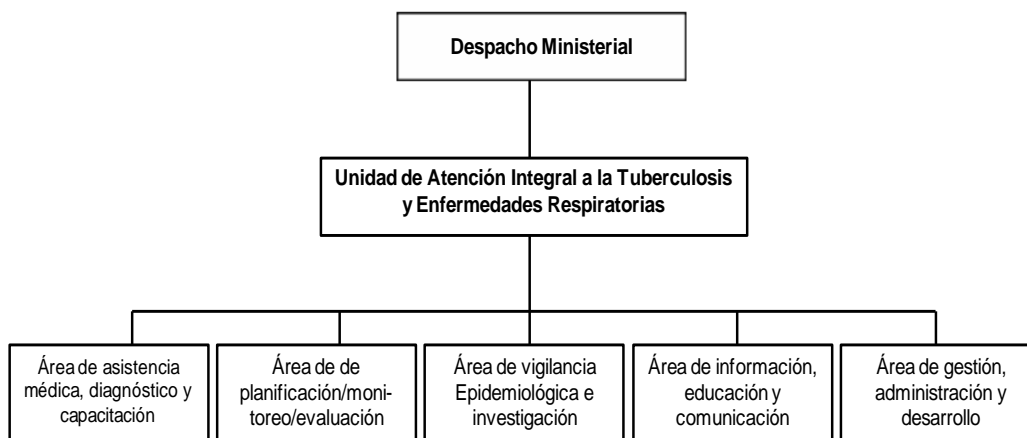 Despacho Ministerial
Unidad de Atención Integral a la Tuberculosis
y Enfermedades Respiratorias
Área de asistencia
médica, diagnóstico y
capacitación
Área de de
planificación/moni-
toreo/evaluación
Área de vigilancia
Epidemiológica e
investigación
Área de información,
educación y
comunicación
Área de gestión,
administración y
desarrollo